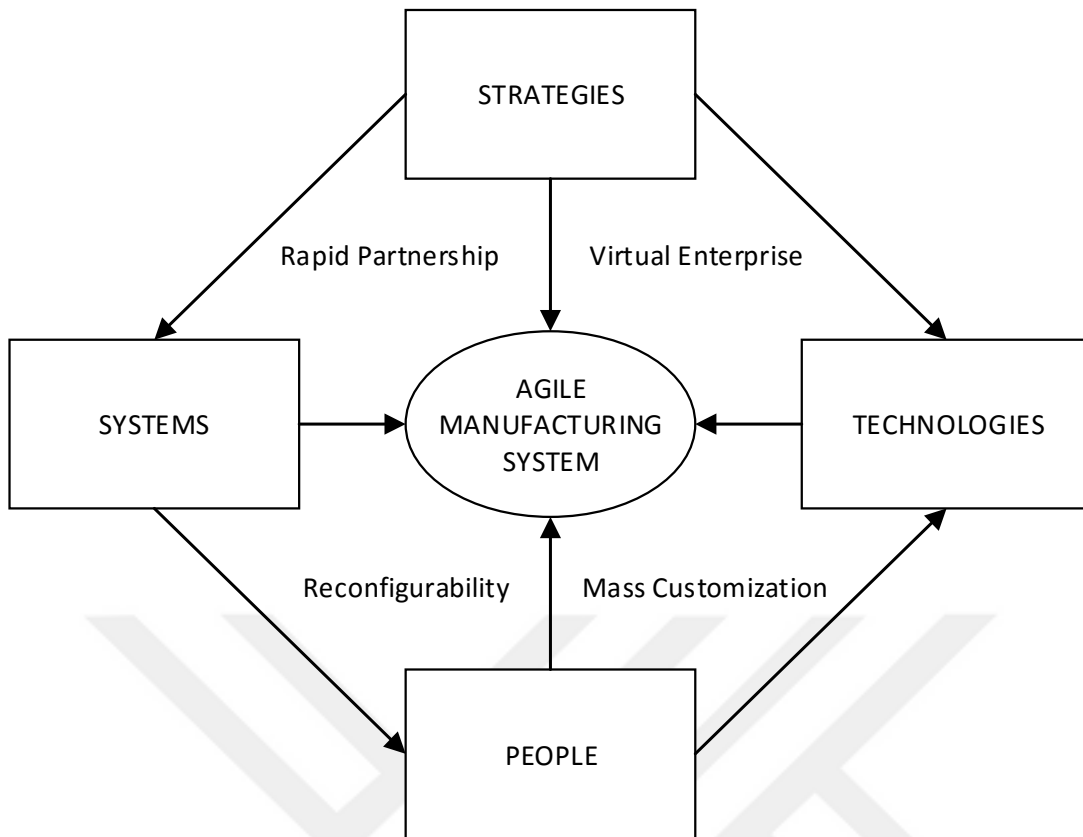 STRATEGIES
Rapid Partnership
Virtual Enterprise
SYSTEMS
AGILE
MANUFACTURING
SYSTEM
TECHNOLOGIES
Reconfigurability
Mass Customization
PEOPLE